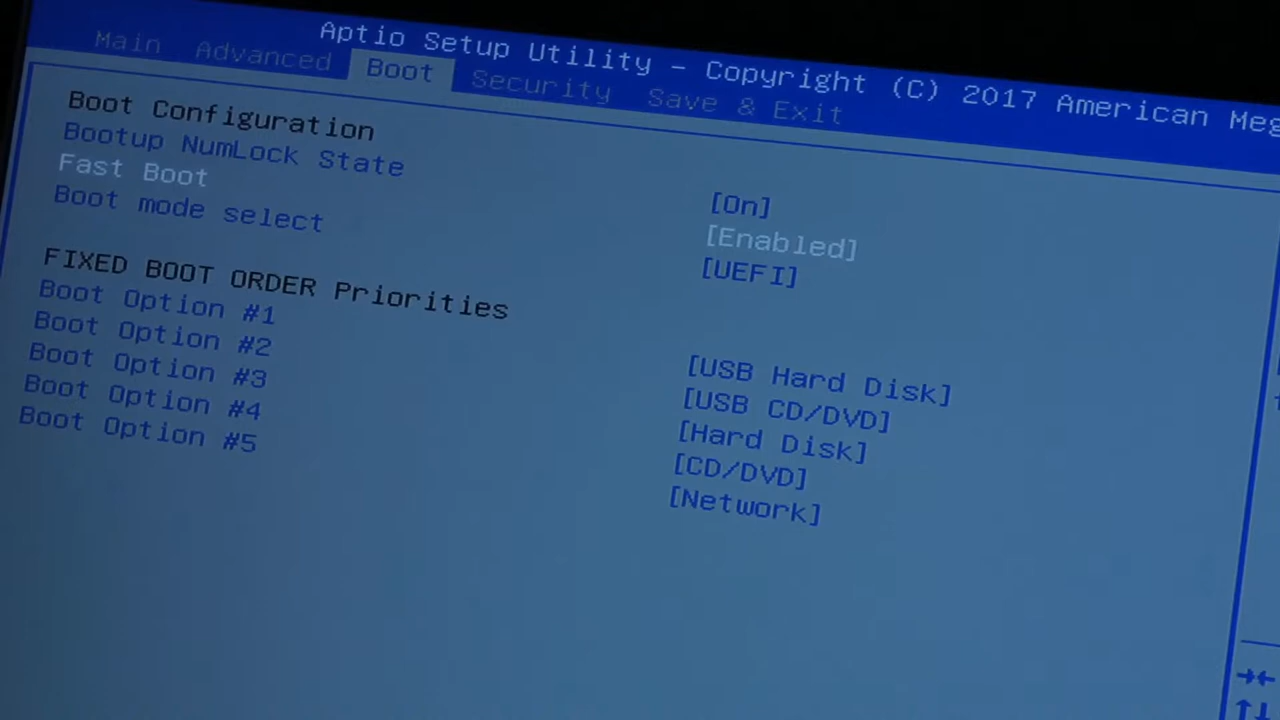 Aptio Setup Utility – Copyright (C) 2017 American Meg
Main Advanced Boot Security Save & Exit
Boot Configuration
Bootup NumLock State [On]
Fast Boot [Enabled]
Boot mode select [UEFI]
FIXED BOOT ORDER Priorities
Boot Option #1 [USB Hard Disk]
Boot Option #2 [USB CD/DVD]
Boot Option #3 [Hard Disk]
Boot Option #4 [CD/DVD]
Boot Option #5 [Network]